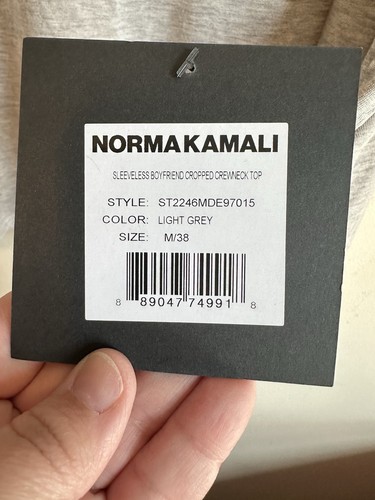 NORMA KAMALI
SLEEVELESS BOYFRIEND CROPPED CREWNECK TOP
STYLE: ST2246MDE97015
COLOR: LIGHT GREY
SIZE: M/38
8 89047 74991 8